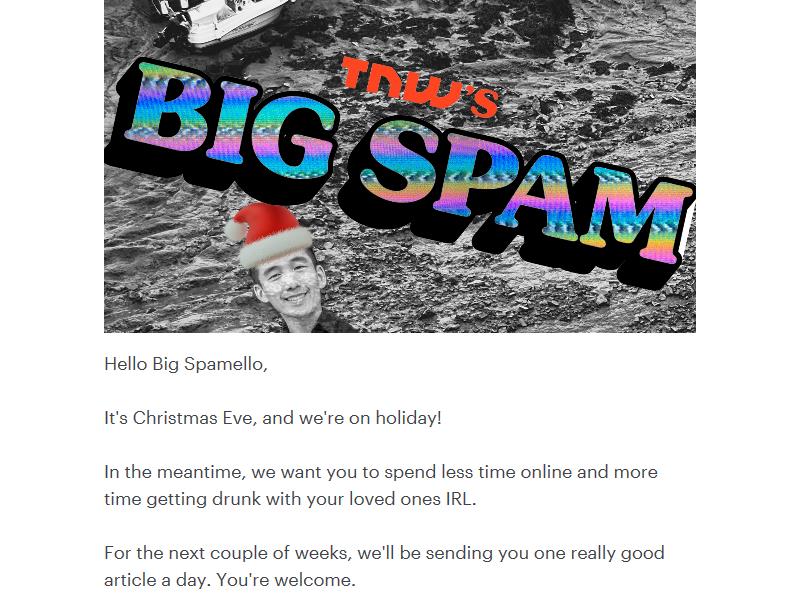 TNW'S
BIG SPAM
Hello Big Spamello,
It's Christmas Eve, and we're on holiday!
In the meantime, we want you to spend less time online and more
time getting drunk with your loved ones IRL.
For the next couple of weeks, we'll be sending you one really good
article a day. You're welcome.